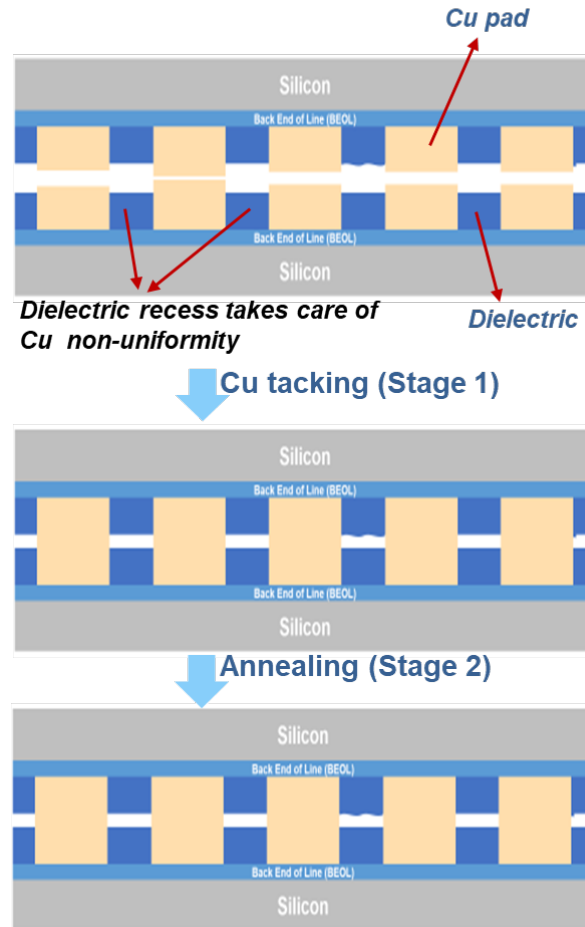 Cu pad
Silicon
Back End of Line (BEOL)
Back End of Line (BEOL)
Silicon
Dielectric recess takes care of
Cu non-uniformity
Dielectric
Cu tacking (Stage 1)
Silicon
Back End of Line (BEOL)
Back End of Line (BEOL)
Silicon
Annealing (Stage 2)
Silicon
Back End of Line (BEOL)
Back End of Line (BEOL)
Silicon